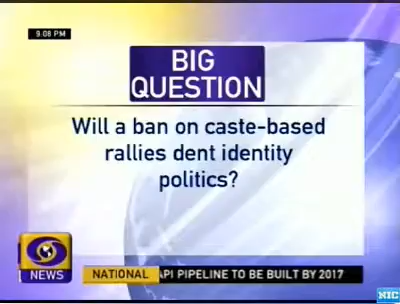 9.08 PM
BIG
QUESTION
Will a ban on caste-based
rallies dent identity
politics?
NEWS
NATIONAL
API PIPELINE TO BE BUILT BY 2017
NIC